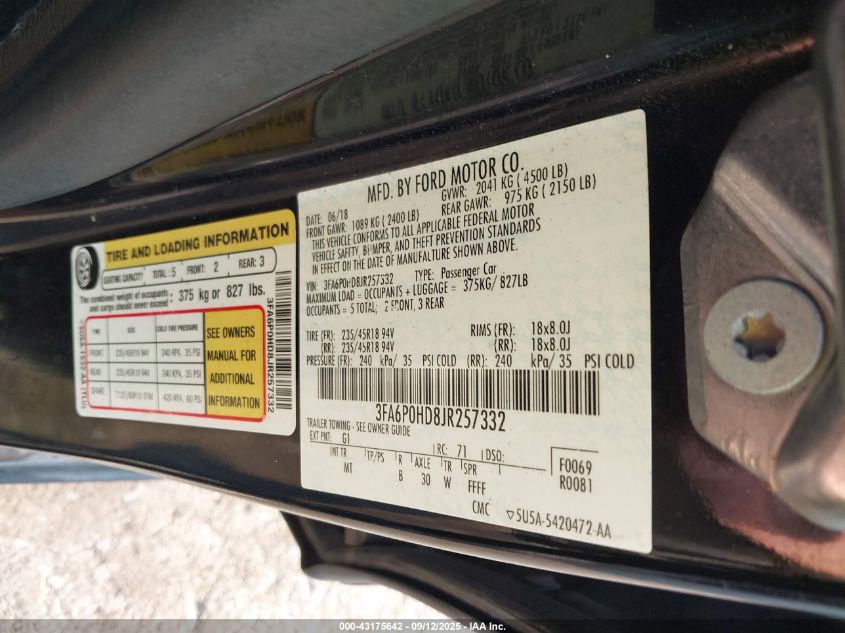 TIRE AND LOADING INFORMATION
SEATING CAPACITY TOTAL : 5 FRONT: 2 REAR: 3
The combined weight of occupants and cargo should never exceed : 375 kg or 827 lbs.
TIRE SIZE COLD TIRE PRESSURE
FRONT 235/45R18 94V 240 KPA, 35 PSI
REAR 235/45R18 94V 240 KPA, 35 PSI
SPARE 420 KPA, 60 PSI
SEE OWNERS
MANUAL FOR
ADDITIONAL
INFORMATION
3FA6P0HD8JR257332
MFD. BY FORD MOTOR CO.
DATE: 06/18 GVWR: 2041 KG ( 4500 LB)
FRONT GAWR: 1089 KG ( 2400 LB) REAR GAWR: 975 KG ( 2150 LB)
THIS VEHICLE CONFORMS TO ALL APPLICABLE FEDERAL MOTOR
VEHICLE SAFETY, BUMPER, AND THEFT PREVENTION STANDARDS
IN EFFECT ON THE DATE OF MANUFACTURE SHOWN ABOVE.
VIN: 3FA6P0HD8JR257332 TYPE: Passenger Car
MAXIMUM LOAD = OCCUPANTS + LUGGAGE = 375KG/ 827LB
OCCUPANTS = 5 TOTAL; 2 FRONT, 3 REAR
TIRE (FR): 235/45R18 94V RIMS (FR): 18x8.0J
(RR): 235/45R18 94V (RR): 18x8.0J
PRESSURE (FR): 240 kPa/ 35 PSI COLD (RR): 240 kPa/ 35 PSI COLD
3FA6P0HD8JR257332
TRAILER TOWING - SEE OWNER GUIDE
EXT PNT: G1 RC: 71 DSO: F0069
INT TR TP/PS R AXLE TR SPR R0081
MT B 30 W FFFF
CMC ▽5U5A-5420472-AA
000-43175642 - 09/12/2025 - IAA Inc.